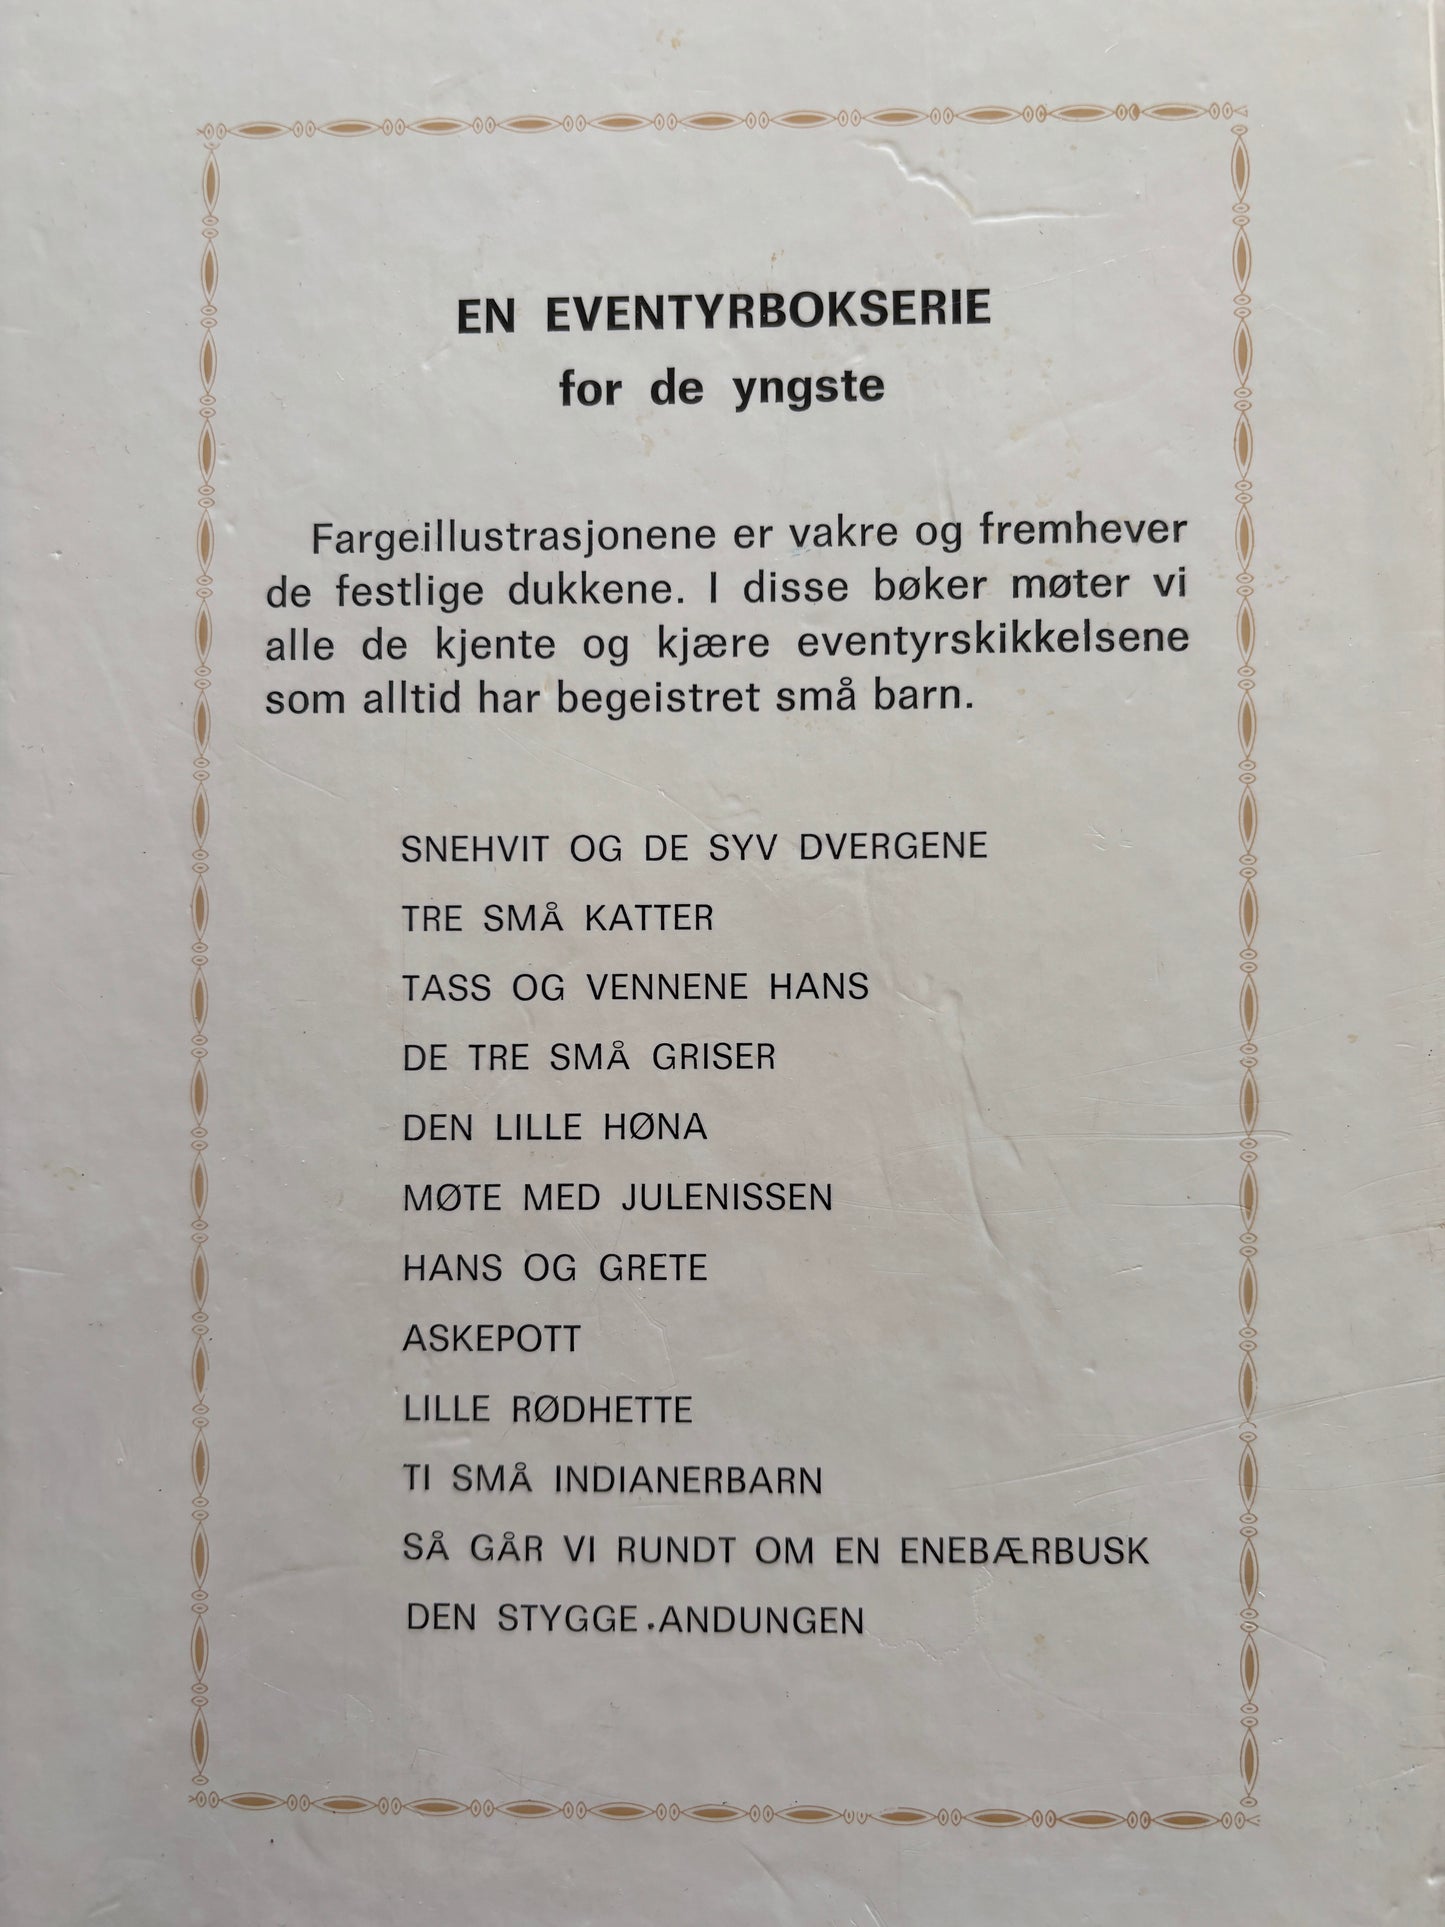 EN EVENTYRBOKSERIE
for de yngste
Fargeillustrasjonene er vakre og fremhever
de festlige dukkene. I disse bøker møter vi
alle de kjente og kjære eventyrskikkelsene
som alltid har begeistret små barn.
SNEHVIT OG DE SYV DVERGENE
TRE SMÅ KATTER
TASS OG VENNENE HANS
DE TRE SMÅ GRISER
DEN LILLE HØNA
MØTE MED JULENISSEN
HANS OG GRETE
ASKEPOTT
LILLE RØDHETTE
TI SMÅ INDIANERBARN
SÅ GÅR VI RUNDT OM EN ENEBÆRBUSK
DEN STYGGE ANDUNGEN